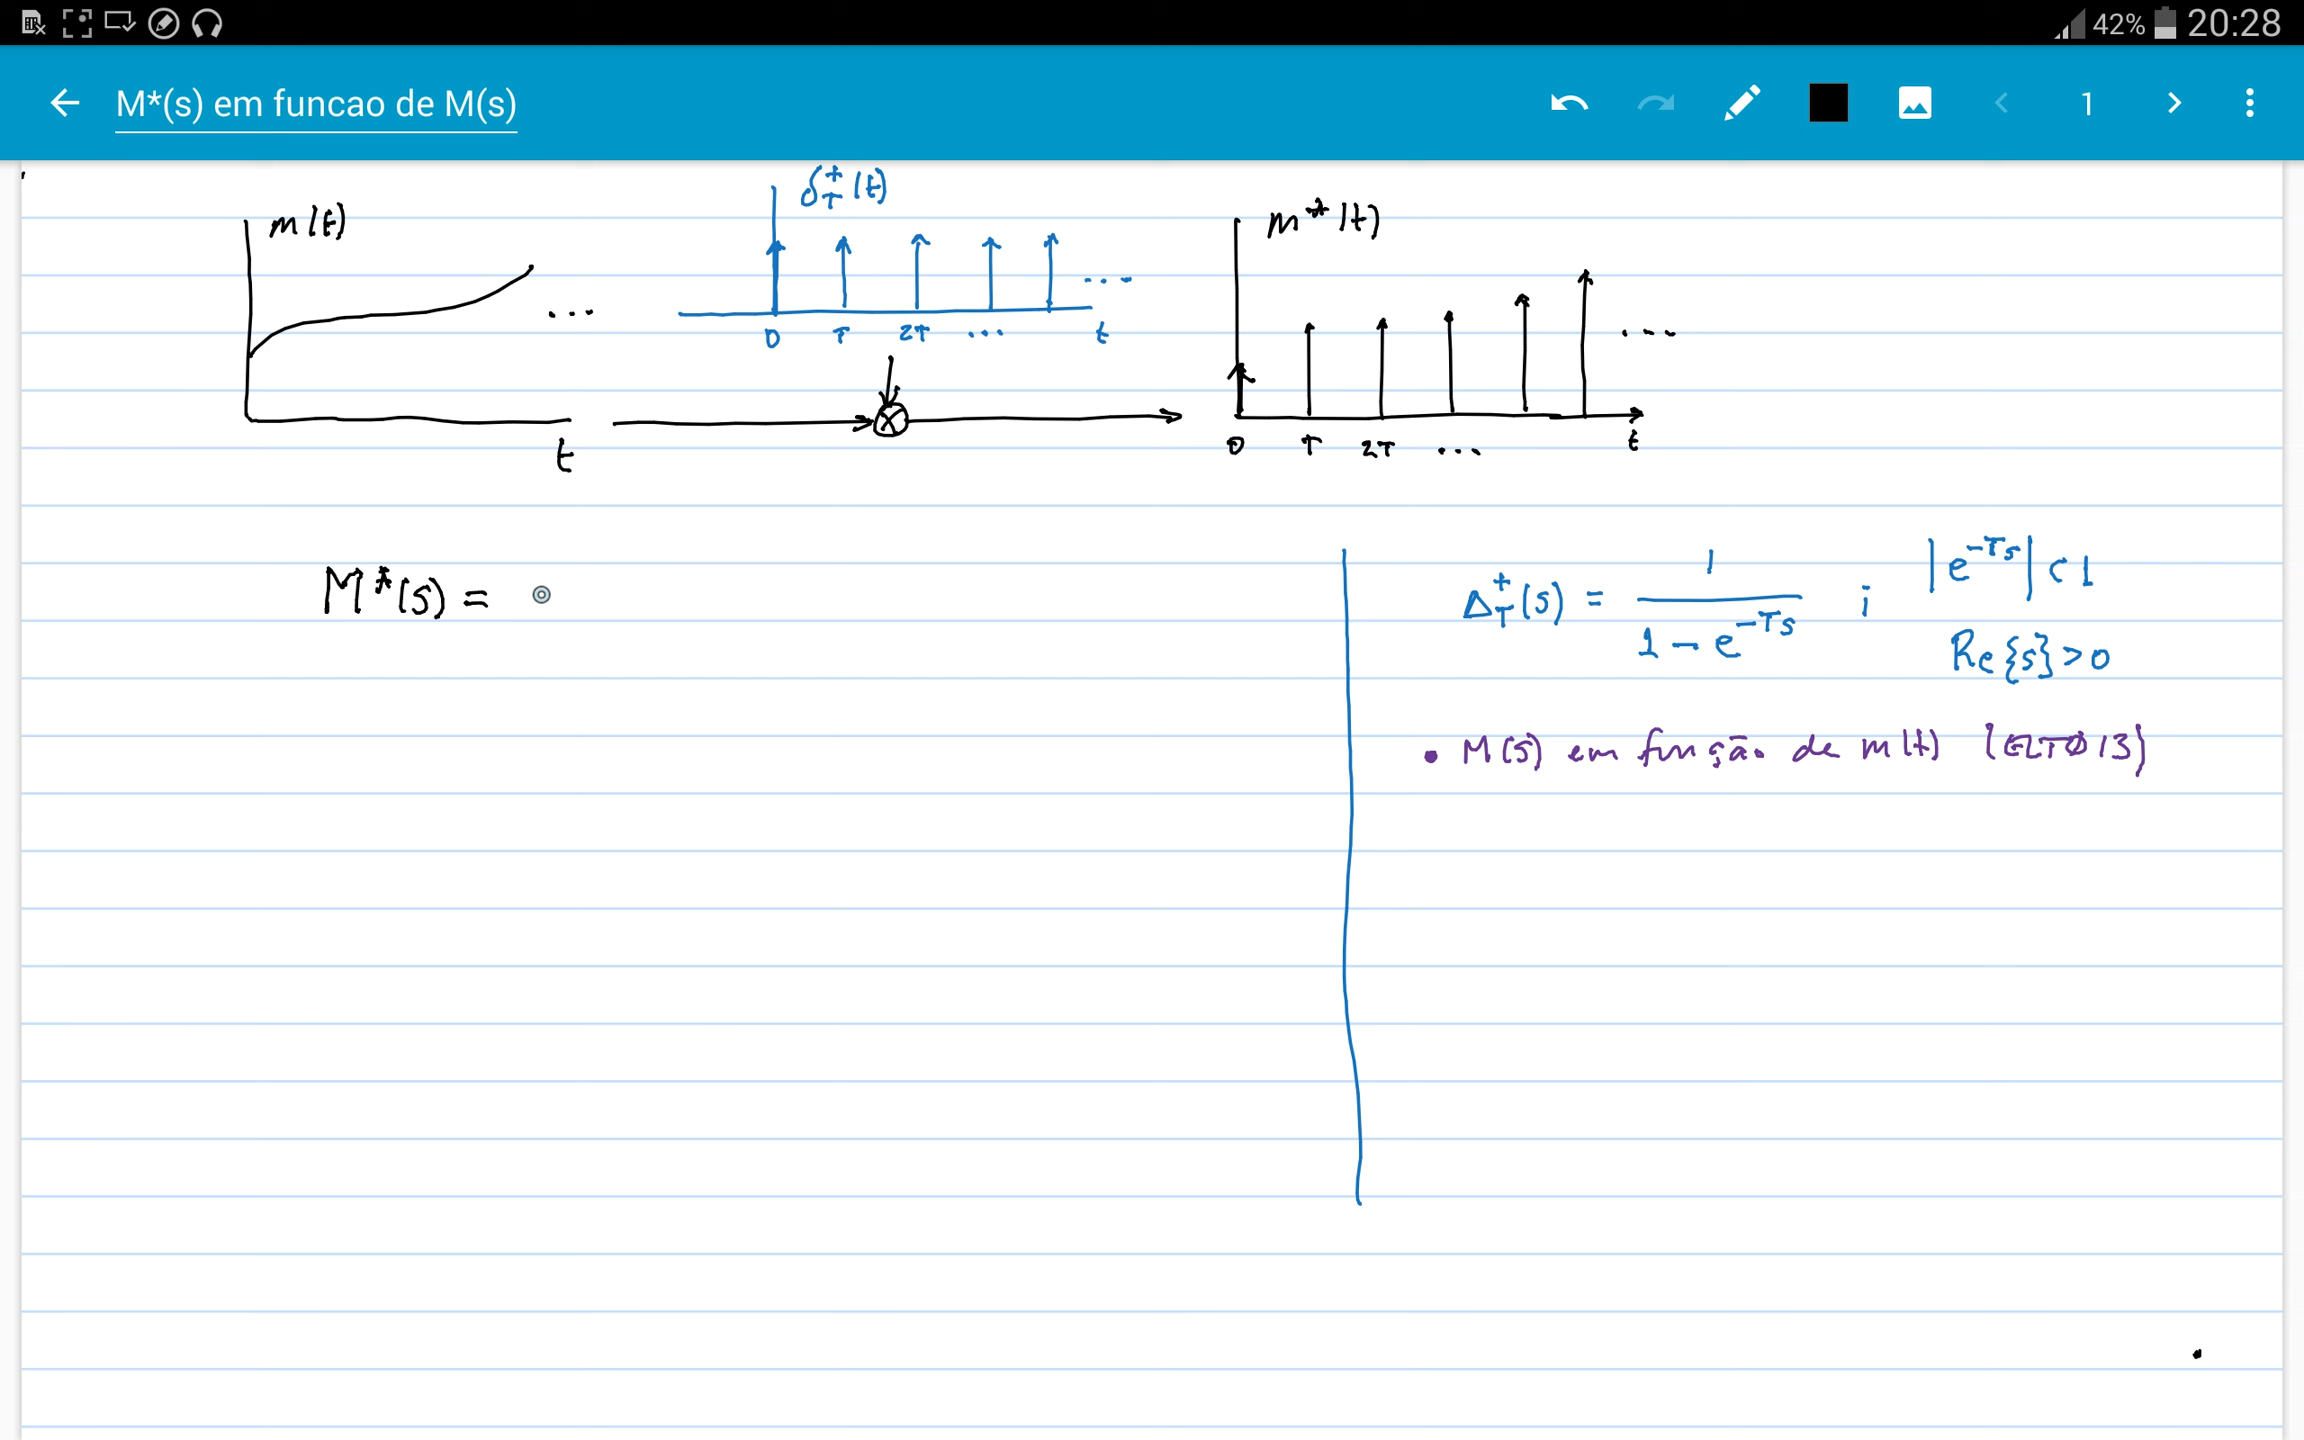 42% 20:28
M*(s) em funcao de M(s) 1
δ_T^+(t)
m(t)
m*(t)
...
...
...
0 T 2T ... t
t
0 T 2T ... t
M*(s) =
Δ_T^+(s) = 1 / (1 - e^{-Ts}) ; |e^{-Ts}| < 1
Re{s} > 0
• M(s) em função de m(t) (ELT013)